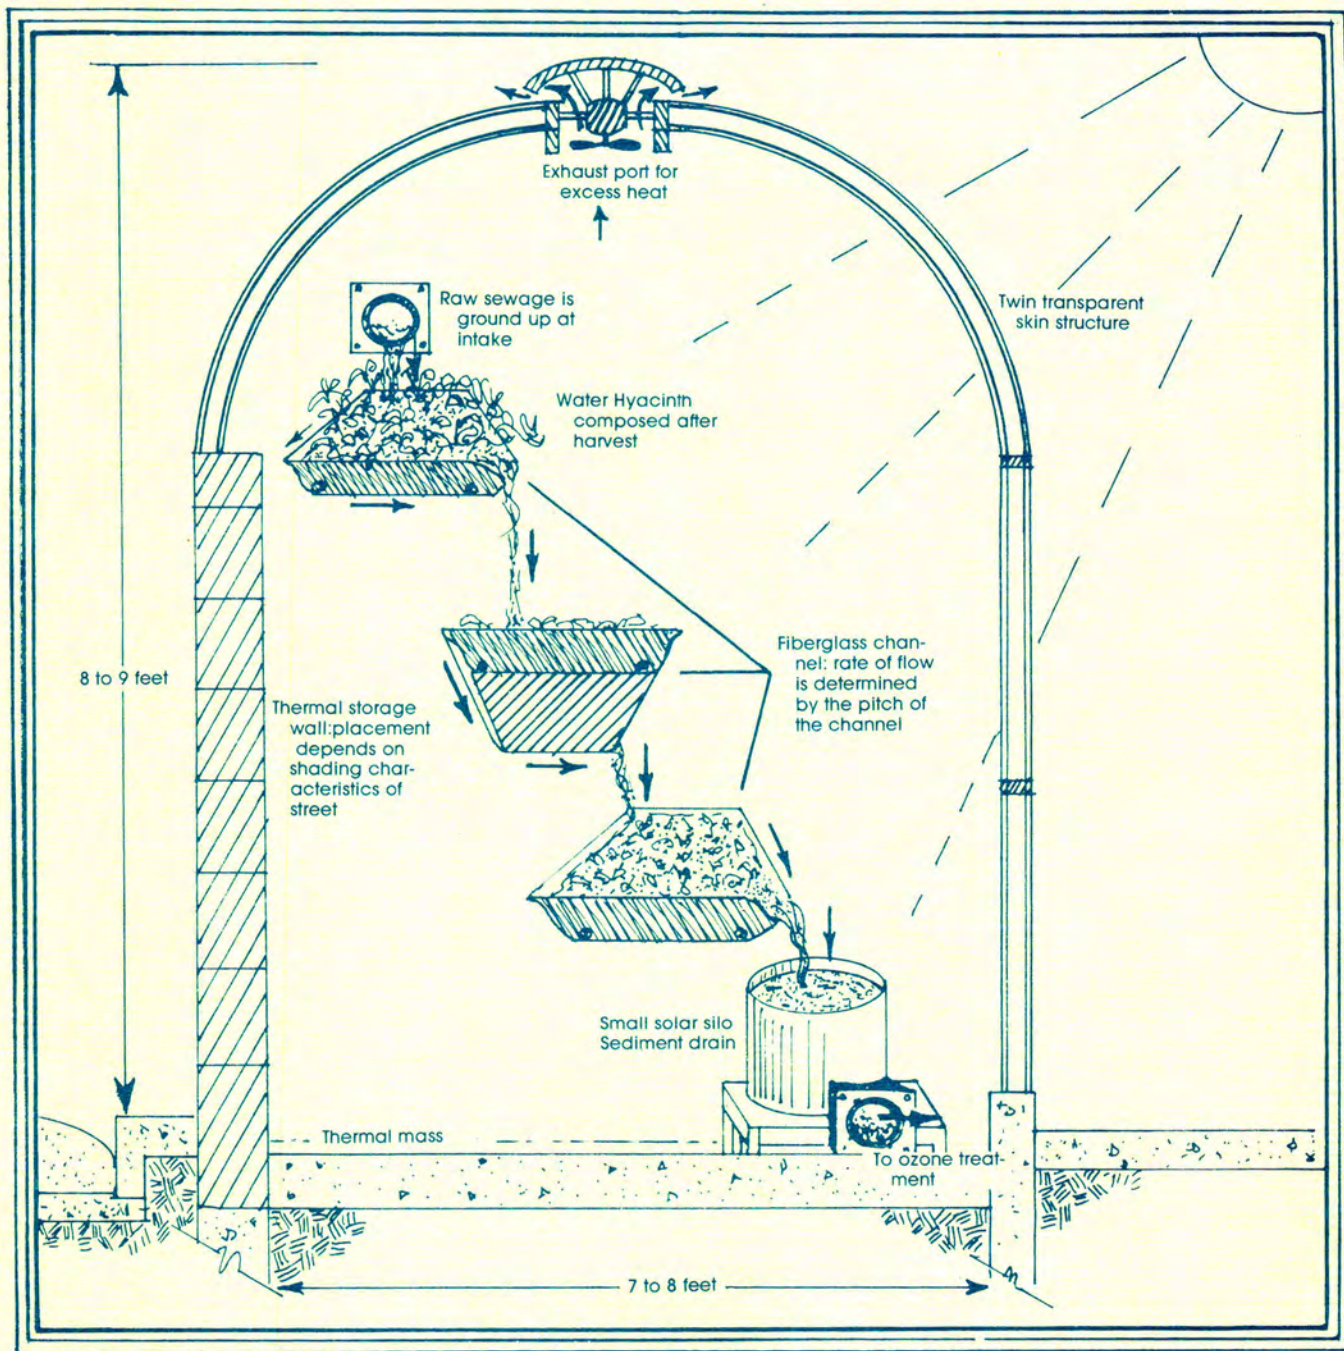 Exhaust port for
excess heat
Raw sewage is
ground up at
intake
Twin transparent
skin structure
Water Hyacinth
composed after
harvest
8 to 9 feet
Fiberglass chan-
nel: rate of flow
is determined
by the pitch of
the channel
Thermal storage
wall:placement
depends on
shading char-
acteristics of
street
Small solar silo
Sediment drain
Thermal mass
To ozone treat-
ment
7 to 8 feet